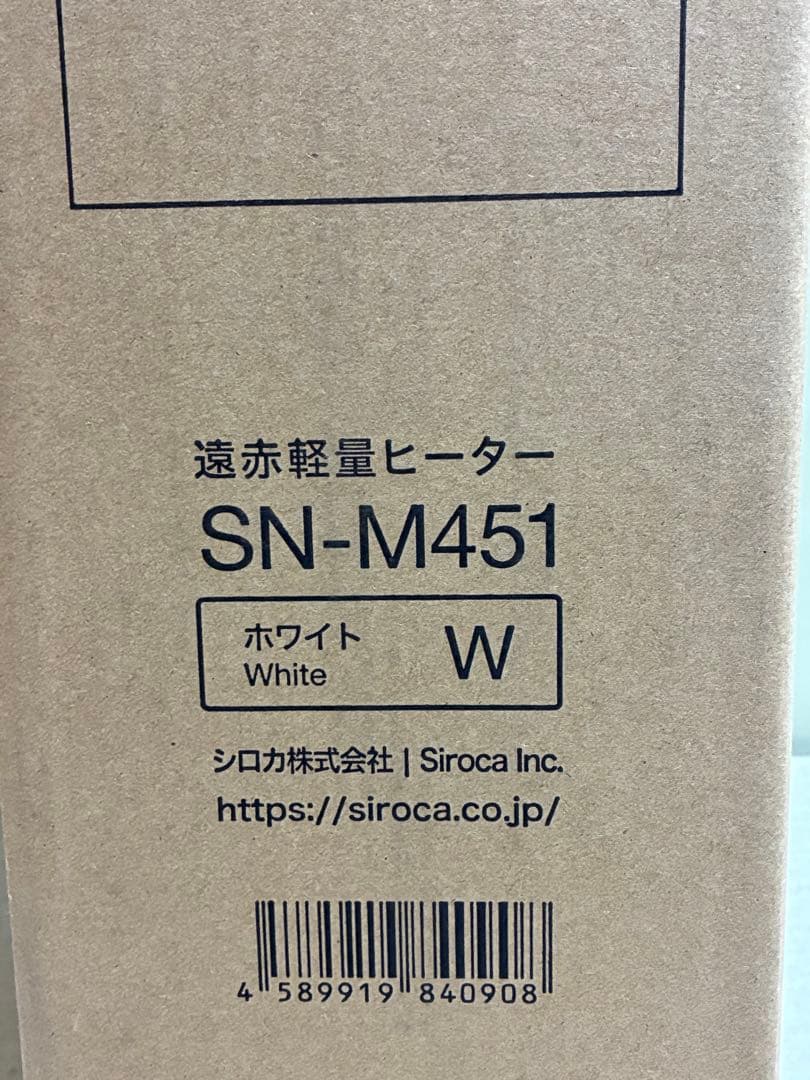 遠赤軽量ヒーター
SN-M451
ホワイト W
White
シロカ株式会社 | Siroca Inc.
https://siroca.co.jp/
4 589919 840908